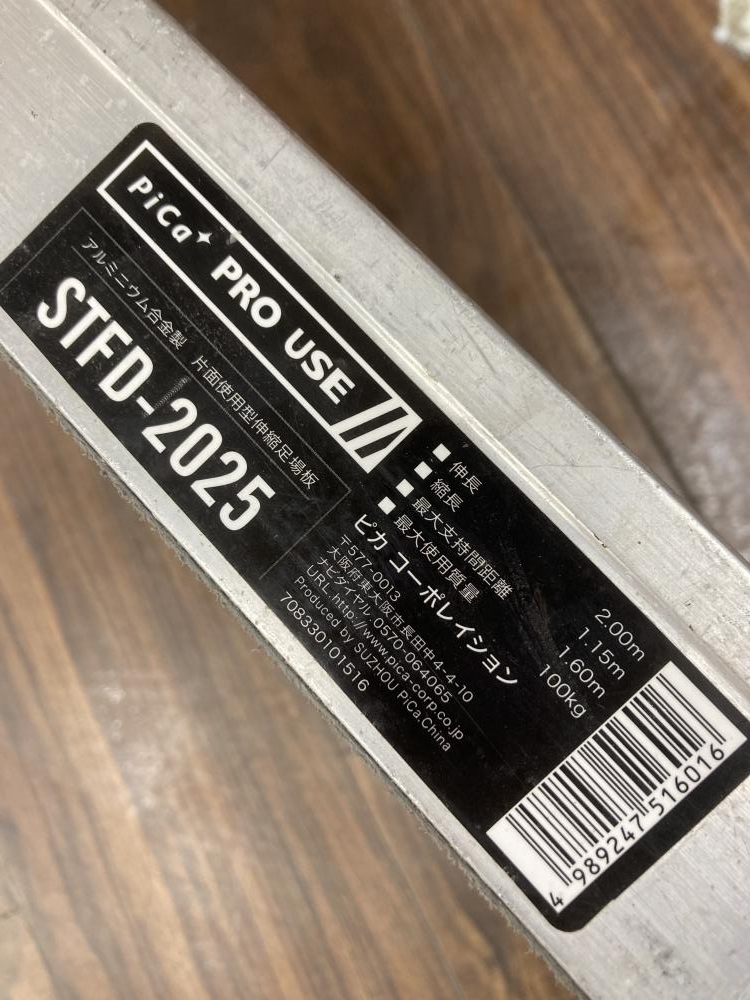 PiCa PRO USE
アルミニウム合金製 片面使用型伸縮足場板
STFD-2025
■伸長 2.00m
■縮長 1.15m
■最大支持間距離 1.60m
■最大使用質量 100kg
ピカ コーポレイション
〒577-0013
大阪府東大阪市長田中4-4-10
ナビダイヤル 0570-064065
URL http://www.pica-corp.co.jp
Produced by SUZHOU PiCa.China
708330101516
4 989247 516016